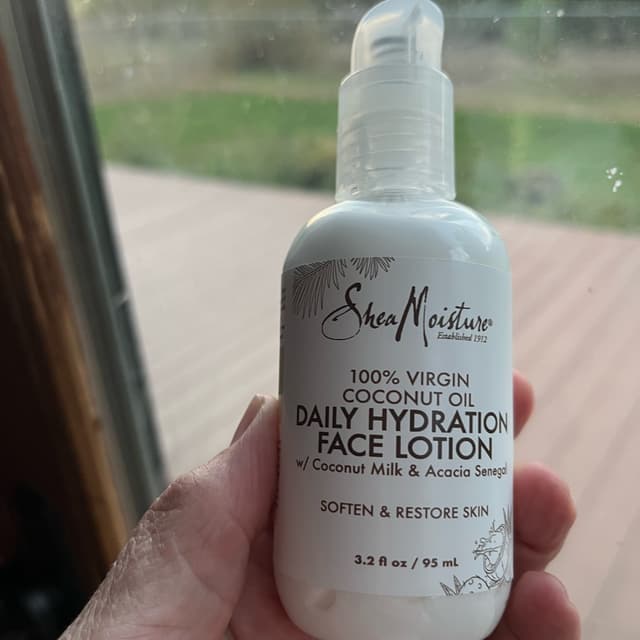 SheaMoisture®
Established 1912
100% VIRGIN
COCONUT OIL
DAILY HYDRATION
FACE LOTION
w/ Coconut Milk & Acacia Senegal
SOFTEN & RESTORE SKIN
3.2 fl oz / 95 mL